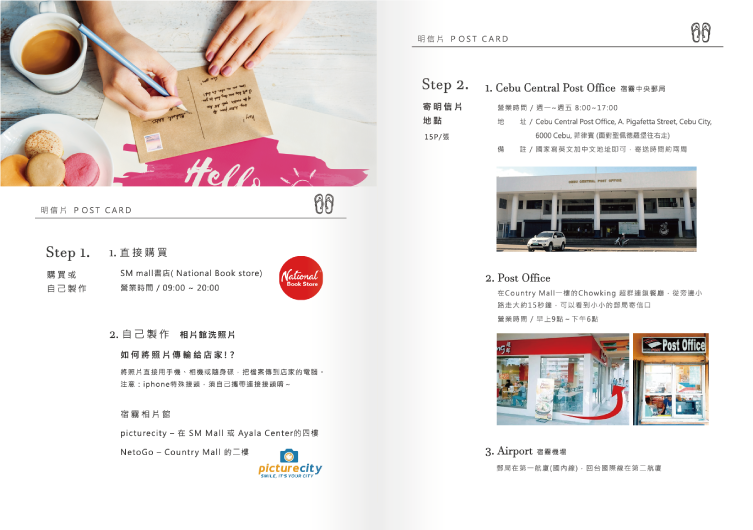 Hello
明信片 POST CARD
Step 1.
購買或
自己製作
1. 直接購買
SM mall書店( National Book store)
營業時間 / 09:00 ~ 20:00
National
Book Store
2. 自己製作 相片館洗照片
如何將照片傳輸給店家!?
將照片直接用手機、相機或隨身碟，把檔案傳到店家的電腦。
注意：iphone特殊接頭，須自己攜帶連接接頭唷~
宿霧相片館
picturecity – 在 SM Mall 或 Ayala Center的四樓
NetoGo – Country Mall 的二樓
picturecity
SMILE, IT'S YOUR CITY
明信片 POST CARD
Step 2.
寄明信片
地點
15P/張
1. Cebu Central Post Office 宿霧中央郵局
營業時間 / 週一~週五 8:00~17:00
地 址 / Cebu Central Post Office, A. Pigafetta Street, Cebu City,
6000 Cebu, 菲律賓 (面對聖佩德羅堡往右走)
備 註 / 國家寫英文加中文地址即可，寄送時間約兩週
CEBU CENTRAL POST OFFICE
2. Post Office
在Country Mall一樓的Chowking 超群連鎖餐廳，從旁邊小
路走大約15秒鐘，可以看到小小的郵局寄信口
營業時間 / 早上9點 ~ 下午6點
Post Office
3. Airport 宿霧機場
郵局在第一航廈(國內線)，回台國際線在第二航廈